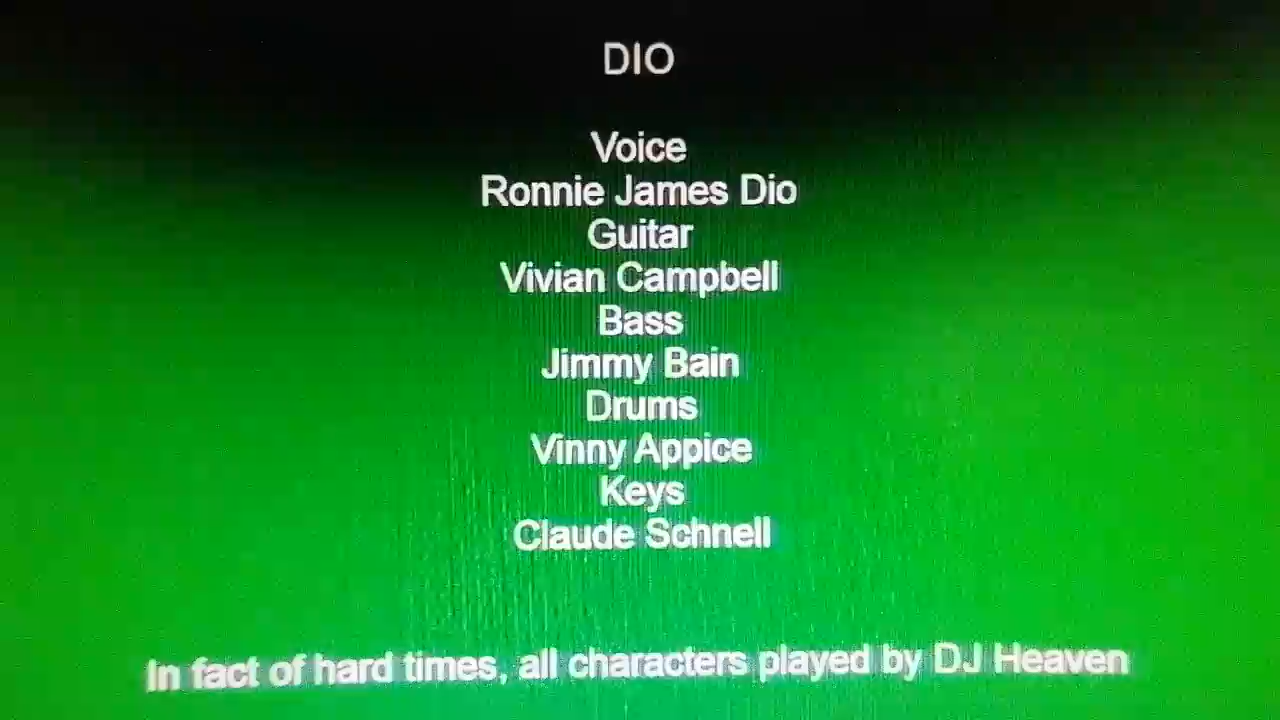 DIO
Voice
Ronnie James Dio
Guitar
Vivian Campbell
Bass
Jimmy Bain
Drums
Vinny Appice
Keys
Claude Schnell
In fact of hard times, all characters played by DJ Heaven